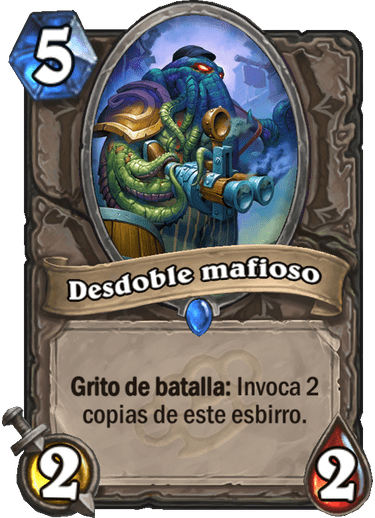 5
Desdoble mafioso
Grito de batalla: Invoca 2
copias de este esbirro.
2
2